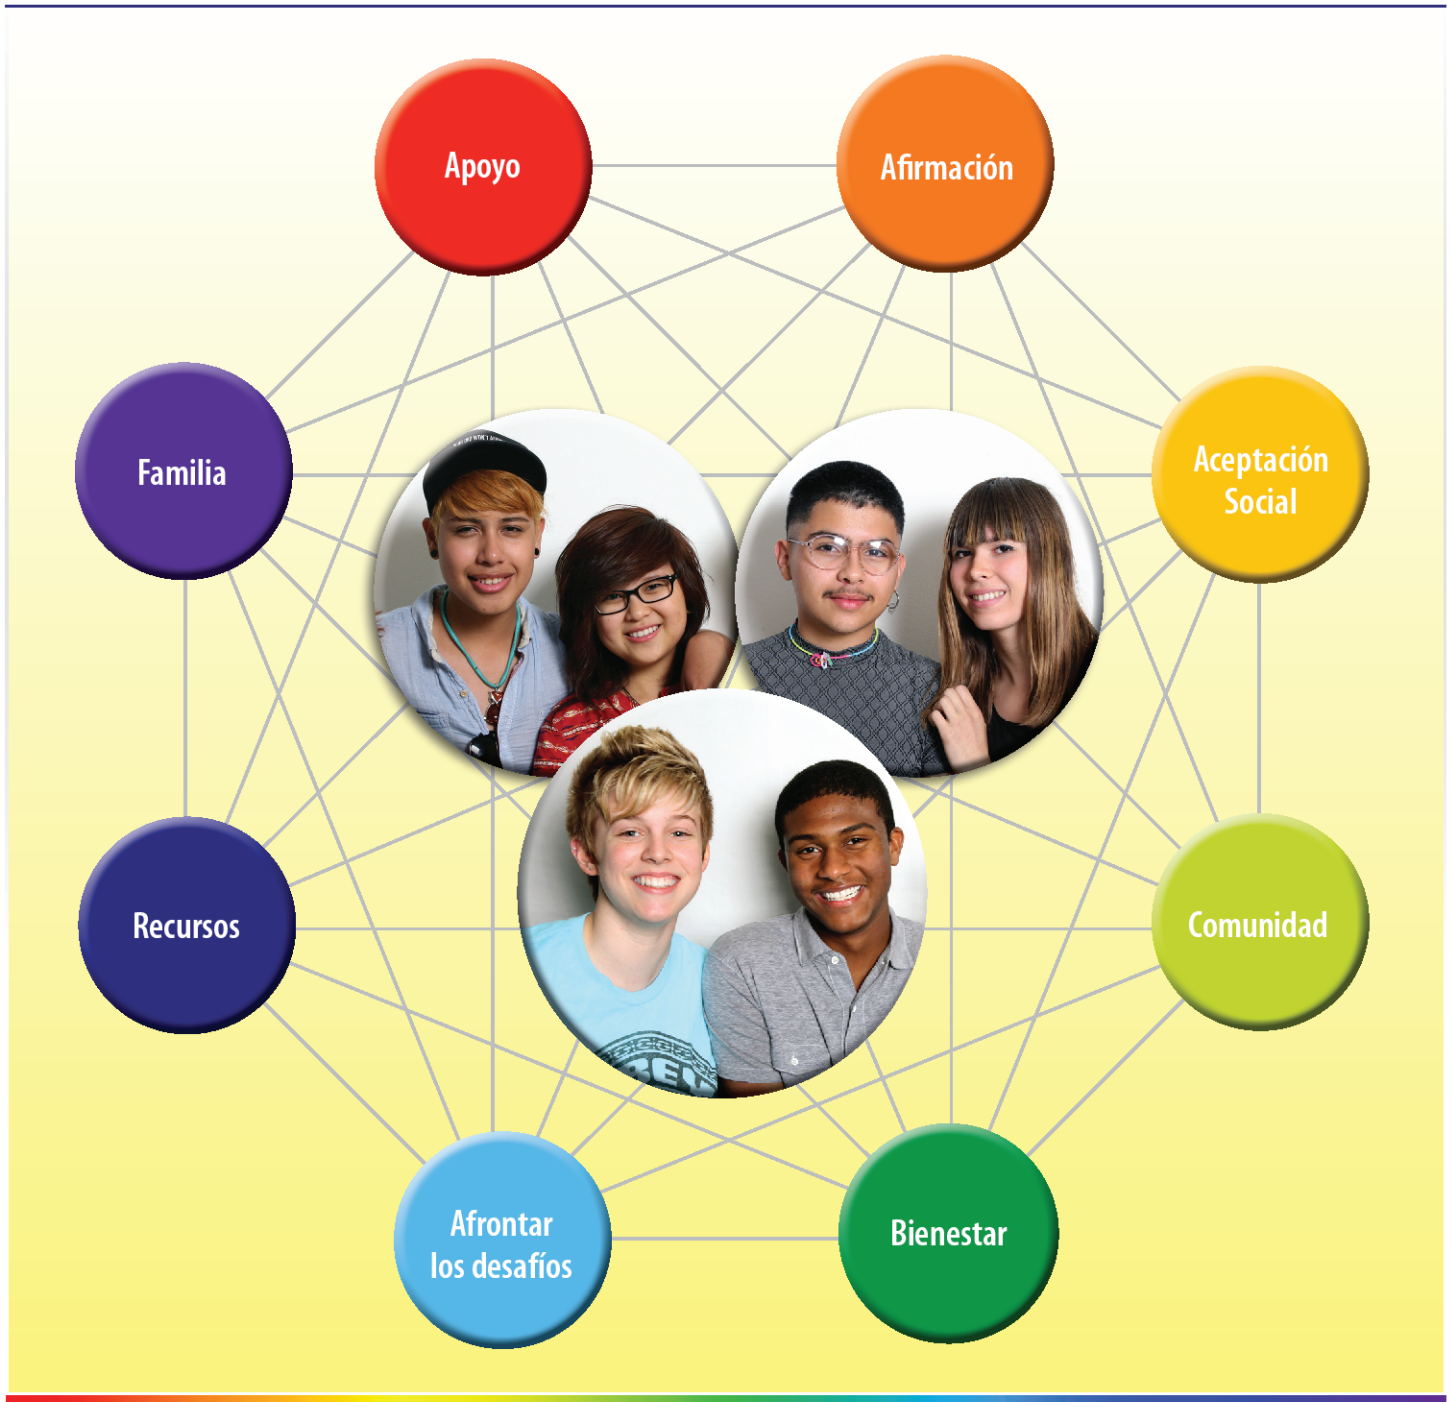 Apoyo
Afirmación
Familia
Aceptación
Social
Recursos
Comunidad
Afrontar
los desafíos
Bienestar